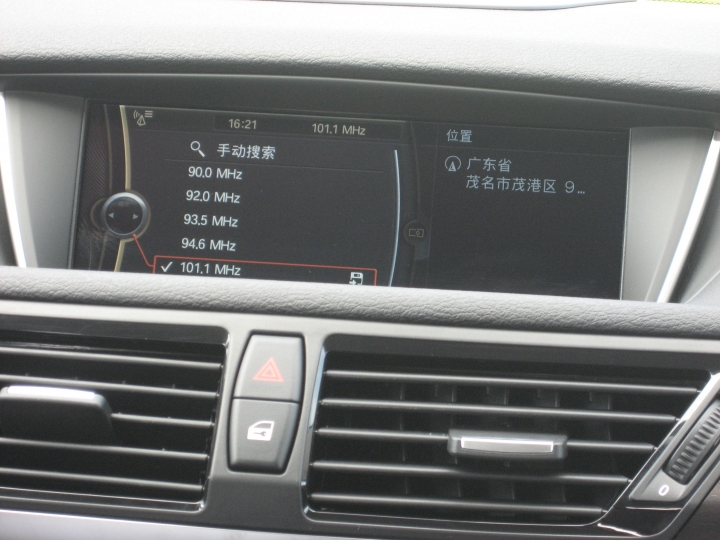 16:21
101.1 MHz
手动搜索
90.0 MHz
92.0 MHz
93.5 MHz
94.6 MHz
101.1 MHz
位置
广东省
茂名市茂港区 9...
0